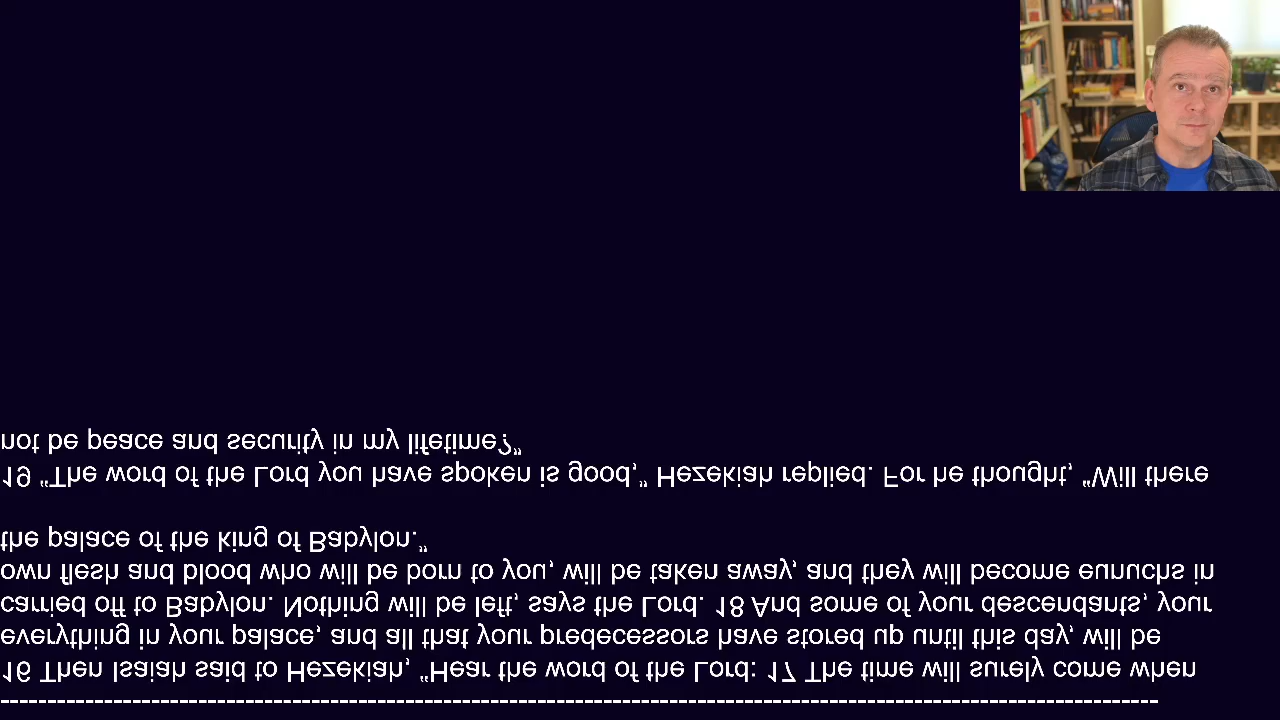 --------------------------------------------------------------------------------------------------------------------------------------------------
16 Then Isaiah said to Hezekiah, “Hear the word of the Lord: 17 The time will surely come when
everything in your palace, and all that your predecessors have stored up until this day, will be
carried off to Babylon. Nothing will be left, says the Lord. 18 And some of your descendants, your
own flesh and blood who will be born to you, will be taken away, and they will become eunuchs in
the palace of the king of Babylon.”
19 “The word of the Lord you have spoken is good,” Hezekiah replied. For he thought, “Will there
not be peace and security in my lifetime?”